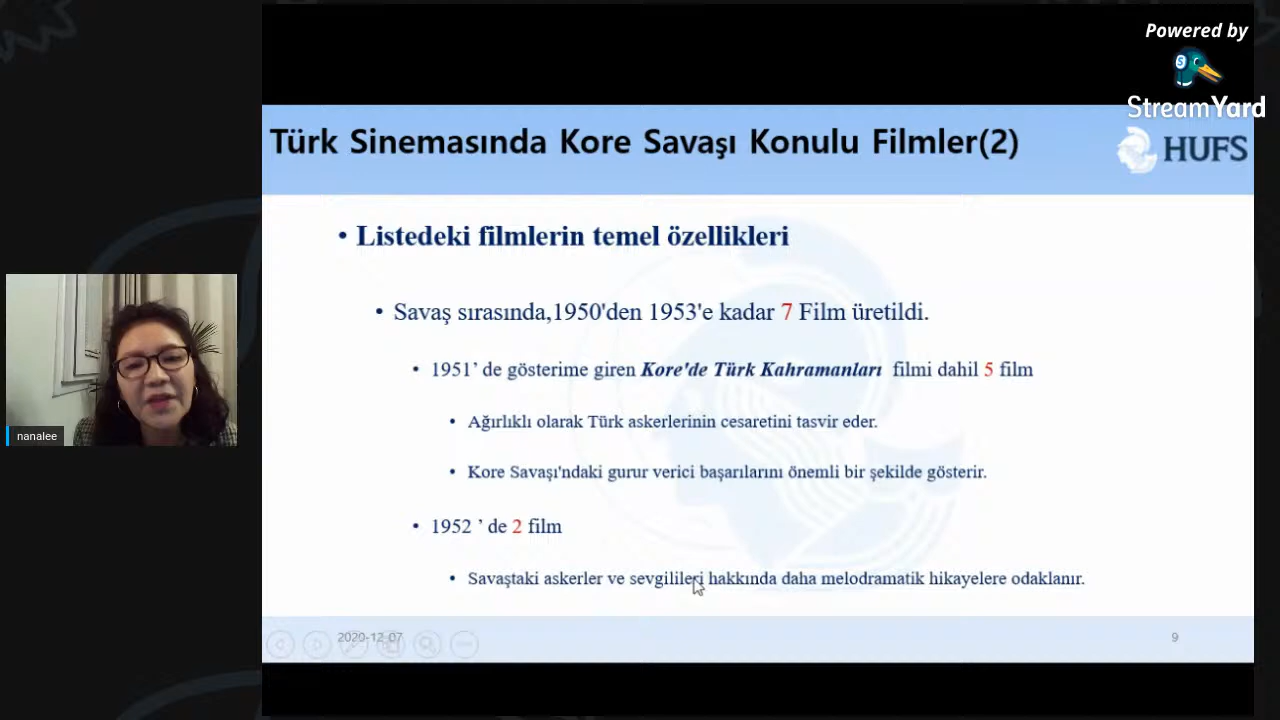 Powered by
StreamYard
Türk Sinemasında Kore Savaşı Konulu Filmler(2)
HUFS
• Listedeki filmlerin temel özellikleri
• Savaş sırasında,1950'den 1953'e kadar 7 Film üretildi.
• 1951’ de gösterime giren Kore'de Türk Kahramanları filmi dahil 5 film
• Ağırlıklı olarak Türk askerlerinin cesaretini tasvir eder.
• Kore Savaşı'ndaki gurur verici başarılarını önemli bir şekilde gösterir.
• 1952 ’ de 2 film
• Savaştaki askerler ve sevgilileri hakkında daha melodramatik hikayelere odaklanır.
nanalee
2020-12-07
9